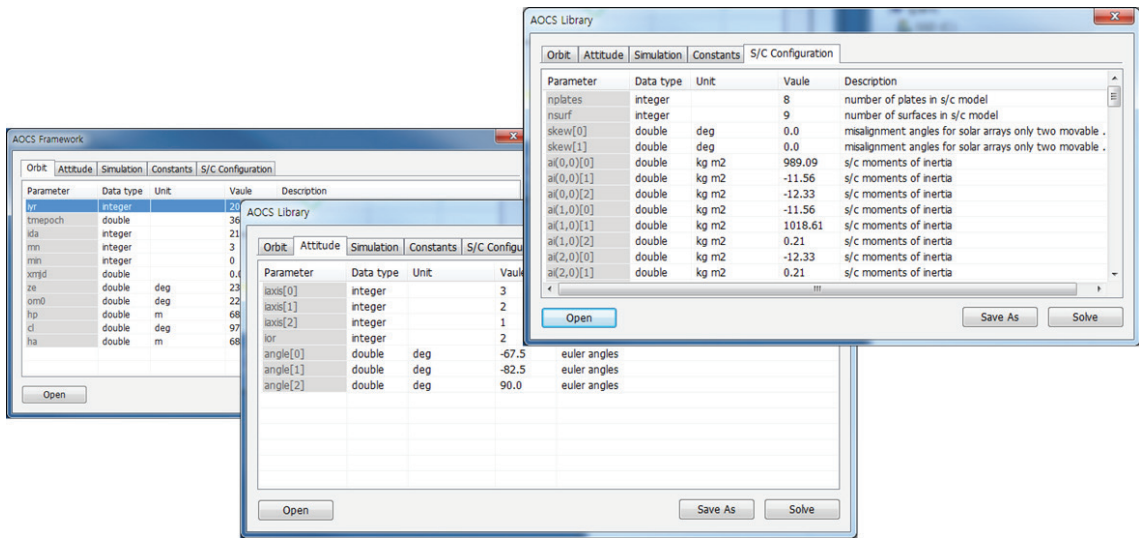 AOCS Framework
Orbit Attitude Simulation Constants S/C Configuration
Parameter Data type Unit Vaule Description
iyr integer 20
tmepoch double 36
ida integer 21
mn integer 3
min integer 0
xmjd double 0.0
ze double deg 23
om0 double deg 22
hp double m 68
cl double deg 97
ha double m 68
Open
AOCS Library
Orbit Attitude Simulation Constants S/C Configu
Parameter Data type Unit Vaule
iaxis[0] integer 3
iaxis[1] integer 2
iaxis[2] integer 1
ior integer 2
angle[0] double deg -67.5 euler angles
angle[1] double deg -82.5 euler angles
angle[2] double deg 90.0 euler angles
Open Save As Solve
AOCS Library
Orbit Attitude Simulation Constants S/C Configuration
Parameter Data type Unit Vaule Description
nplates integer 8 number of plates in s/c model
nsurf integer 9 number of surfaces in s/c model
skew[0] double deg 0.0 misalignment angles for solar arrays only two movable .
skew[1] double deg 0.0 misalignment angles for solar arrays only two movable .
ai(0,0)[0] double kg m2 989.09 s/c moments of inertia
ai(0,0)[1] double kg m2 -11.56 s/c moments of inertia
ai(0,0)[2] double kg m2 -12.33 s/c moments of inertia
ai(1,0)[0] double kg m2 -11.56 s/c moments of inertia
ai(1,0)[1] double kg m2 1018.61 s/c moments of inertia
ai(1,0)[2] double kg m2 0.21 s/c moments of inertia
ai(2,0)[0] double kg m2 -12.33 s/c moments of inertia
ai(2,0)[1] double kg m2 0.21 s/c moments of inertia
Open Save As Solve